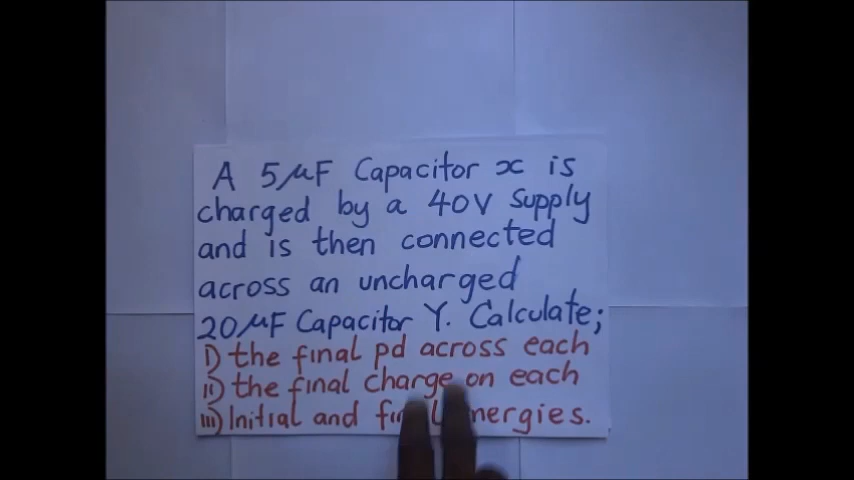 A 5μF Capacitor x is
charged by a 40V Supply
and is then connected
across an uncharged
20μF Capacitor Y. Calculate;
i) the final pd across each
ii) the final charge on each
iii) Initial and energies.